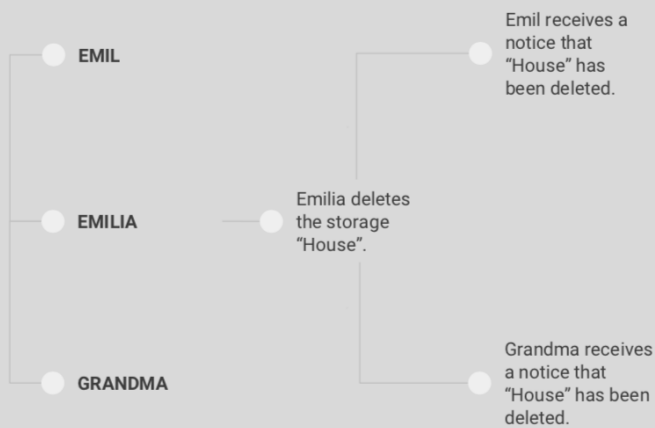 EMIL
Emil receives a
notice that
“House” has
been deleted.
EMILIA
Emilia deletes
the storage
“House”.
GRANDMA
Grandma receives
a notice that
“House” has been
deleted.